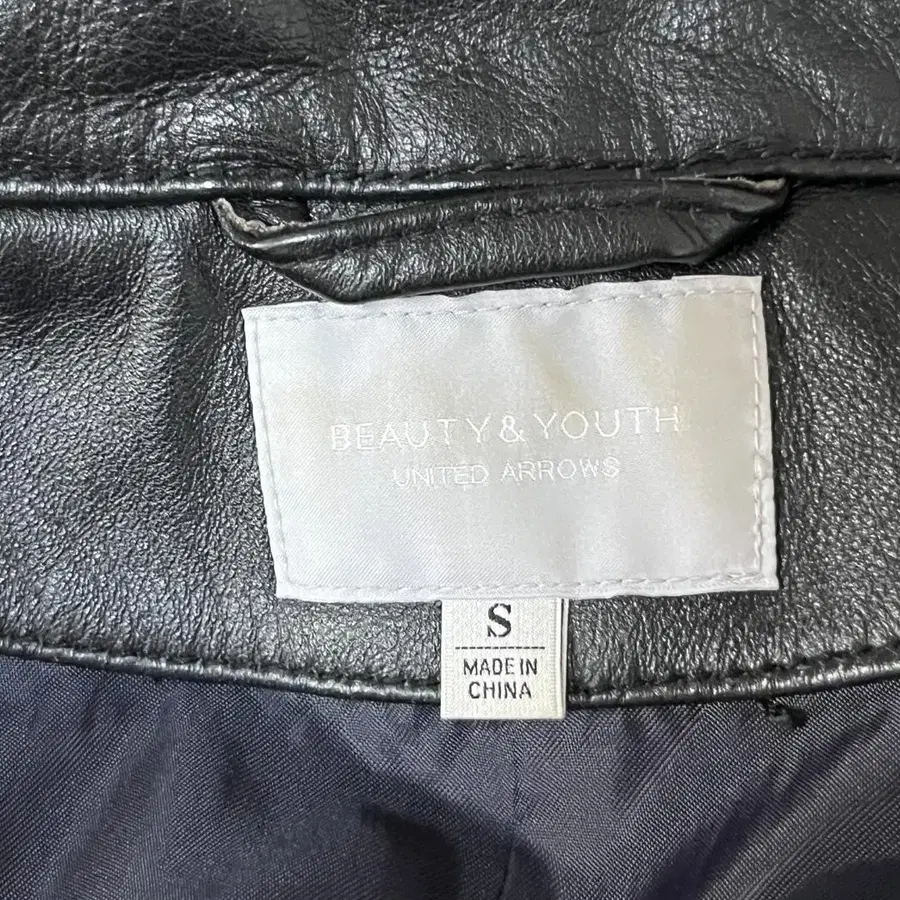 BEAUTY & YOUTH
UNITED ARROWS
S
MADE IN
CHINA